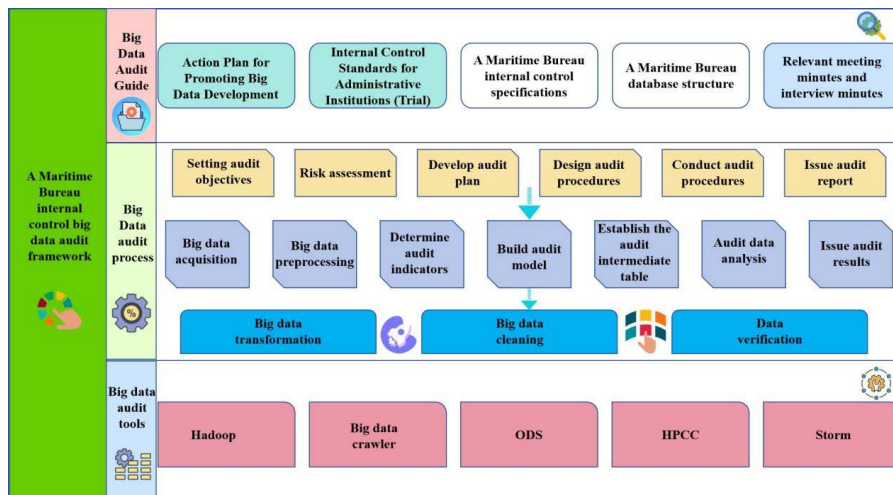 A Maritime
Bureau
internal
control big
data audit
framework
Big
Data
Audit
Guide
Action Plan for
Promoting Big
Data Development
Internal Control
Standards for
Administrative
Institutions (Trial)
A Maritime Bureau
internal control
specifications
A Maritime Bureau
database structure
Relevant meeting
minutes and
interview minutes
Big
Data
audit
process
%
Setting audit
objectives
Risk assessment
Develop audit
plan
Design audit
procedures
Conduct audit
procedures
Issue audit
report
Big data
acquisition
Big data
preprocessing
Determine
audit
indicators
Build audit
model
Establish the
audit
intermediate
table
Audit data
analysis
Issue audit
results
Big data
transformation
Big data
cleaning
Data
verification
Big data
audit
tools
Hadoop
Big data
crawler
ODS
HPCC
Storm